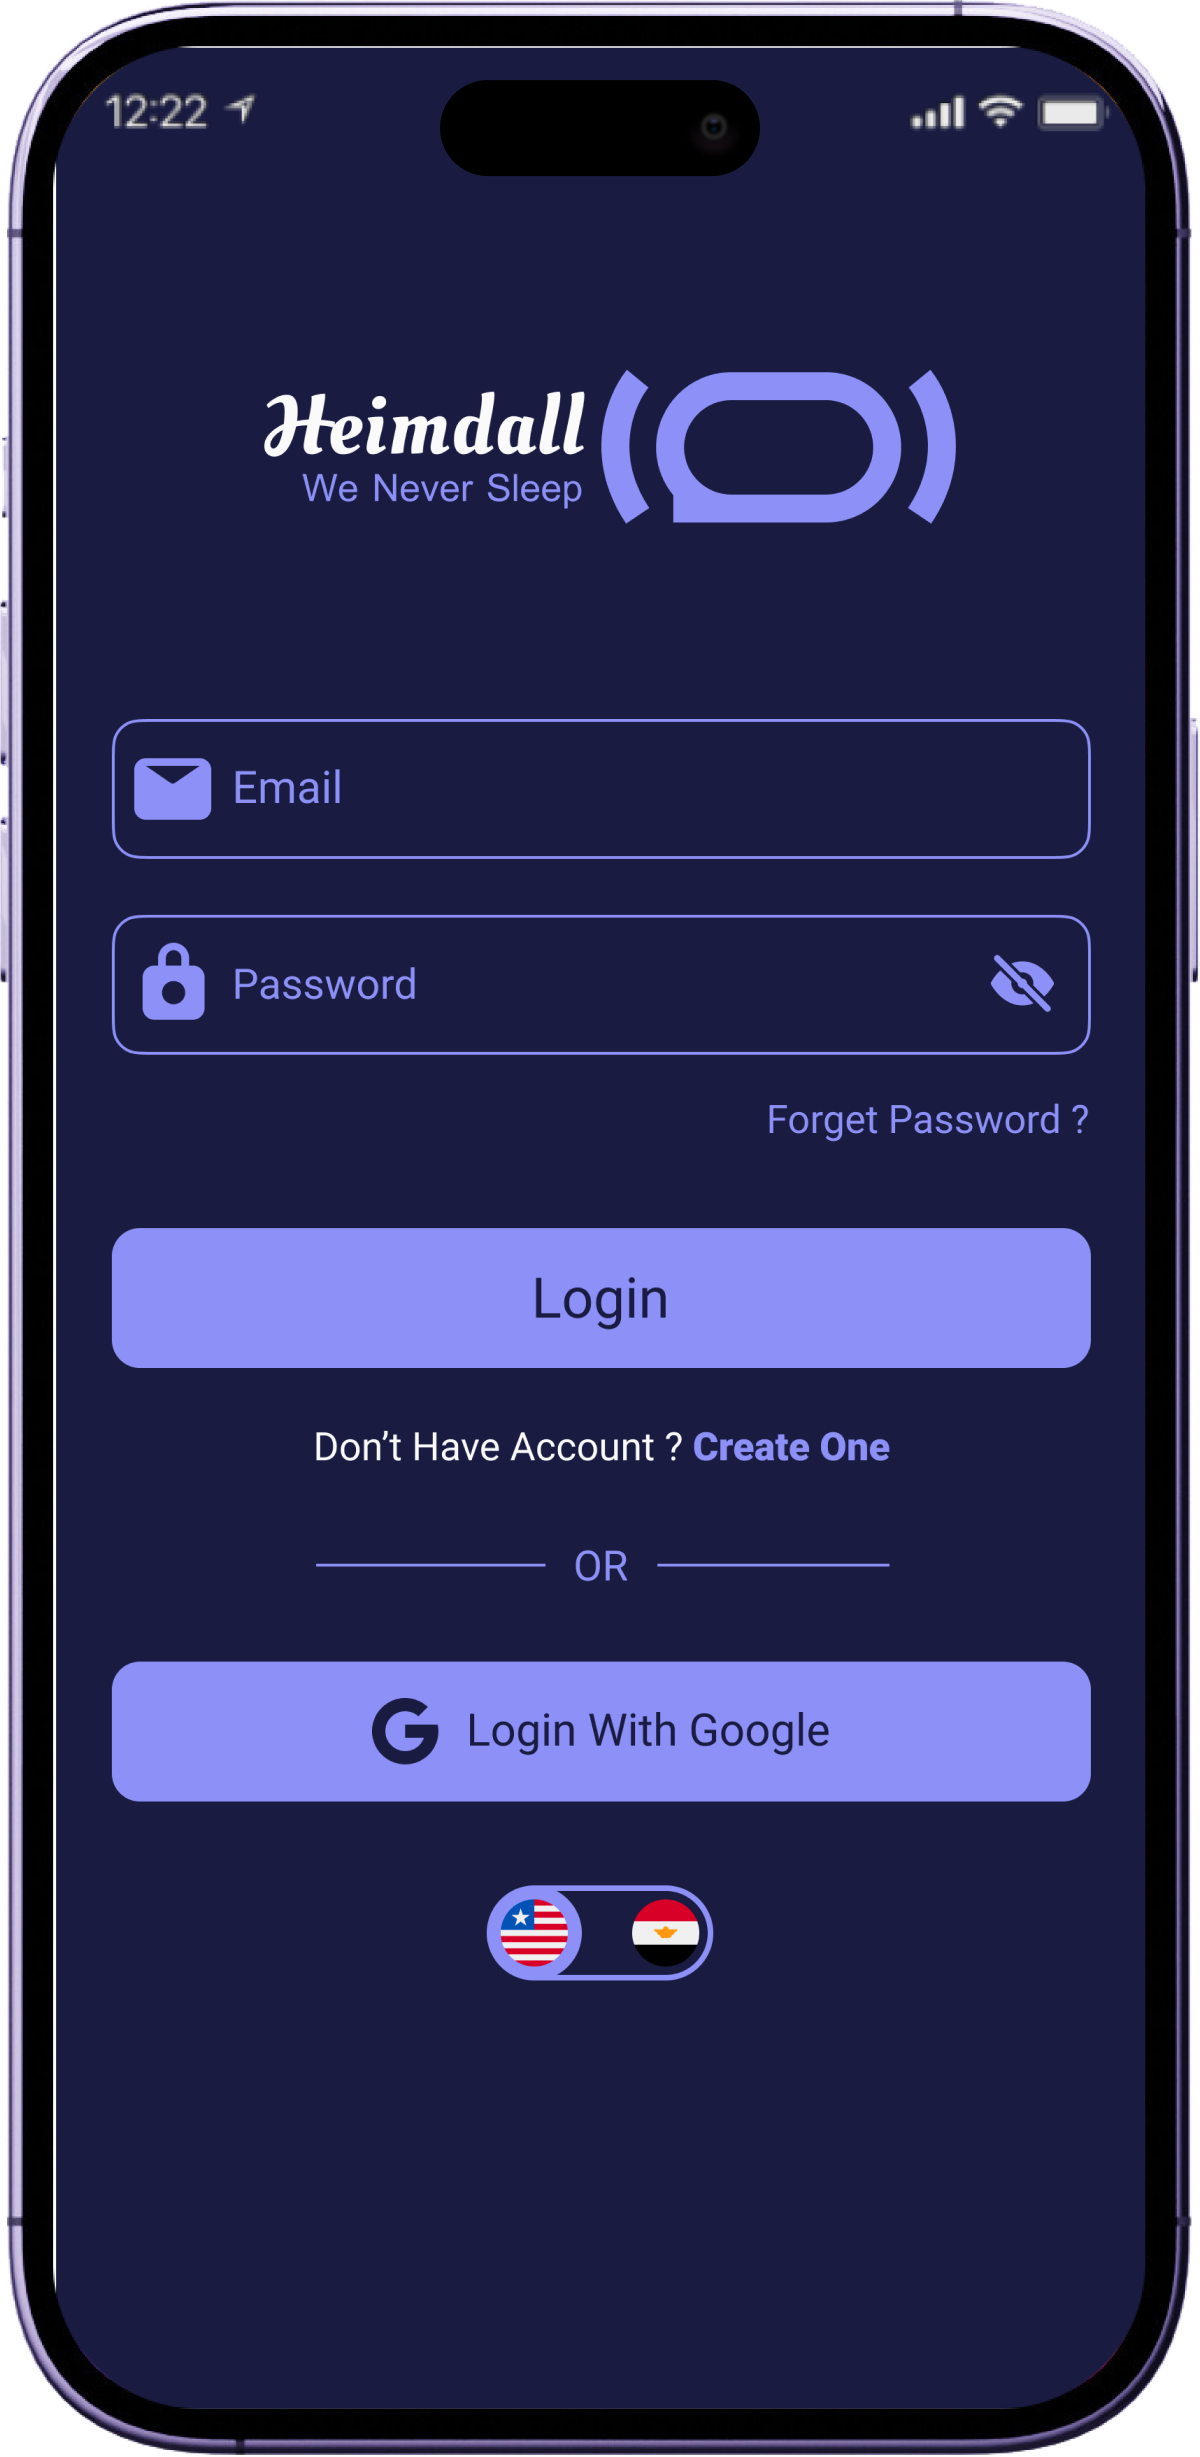 12:22
Heimdall
We Never Sleep
Email
Password
Forget Password ?
Login
Don’t Have Account ? Create One
OR
Login With Google